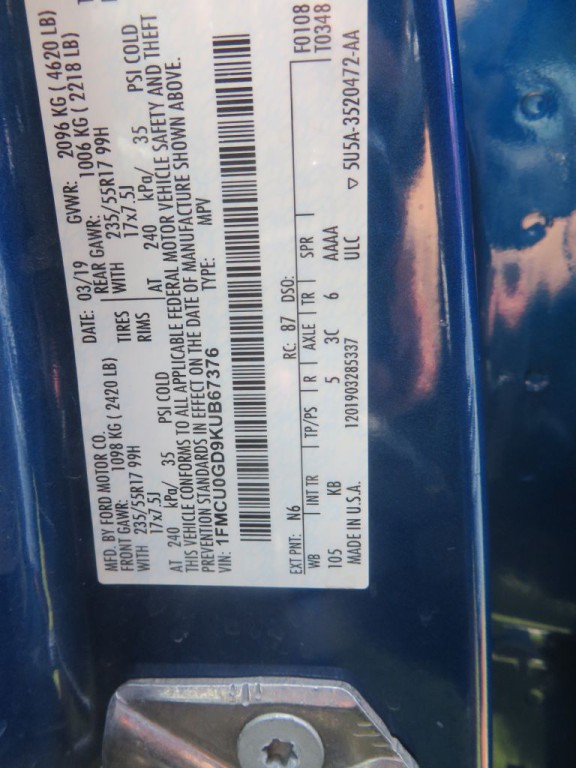 MFD. BY FORD MOTOR CO.
DATE: 03/19 GVWR: 2096 KG ( 4620 LB)
FRONT GAWR: 1098 KG ( 2420 LB) REAR GAWR: 1006 KG ( 2218 LB)
WITH 235/55R17 99H TIRES WITH 235/55R17 99H
17x7.5J RIMS 17x7.5J
AT 240 kPa/ 35 PSI COLD AT 240 kPa/ 35 PSI COLD
THIS VEHICLE CONFORMS TO ALL APPLICABLE FEDERAL MOTOR VEHICLE SAFETY AND THEFT
PREVENTION STANDARDS IN EFFECT ON THE DATE OF MANUFACTURE SHOWN ABOVE.
VIN: 1FMCU0GD9KUB67376 TYPE: MPV
F0108
T0348
EXT PNT: N6 RC: 87 DSO:
WB INT TR TP/PS R AXLE TR SPR
105 KB 5 3C 6 AAAA
MADE IN U.S.A. 1201903285337 ULC
5U5A-3520472-AA